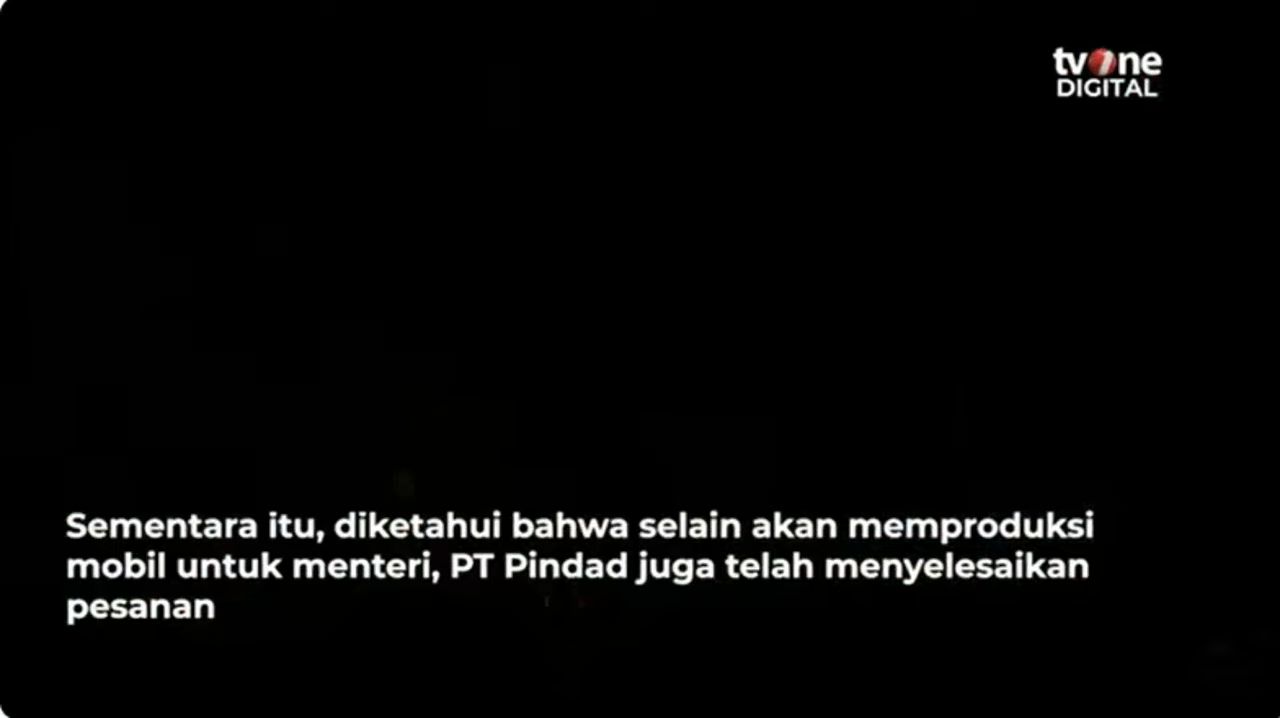 tvOne
DIGITAL
Sementara itu, diketahui bahwa selain akan memproduksi
mobil untuk menteri, PT Pindad juga telah menyelesaikan
pesanan